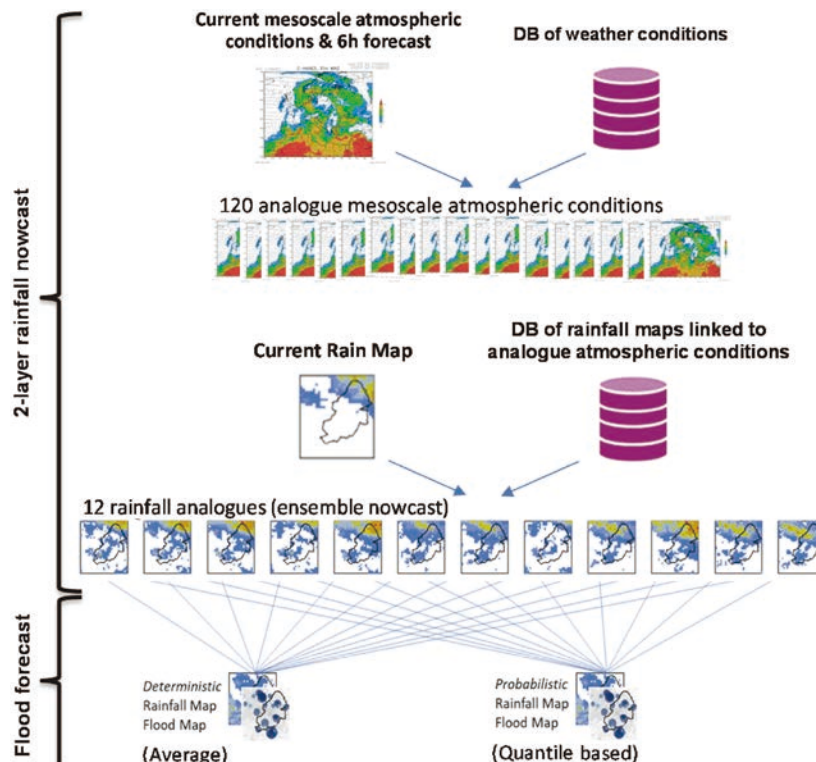 Current mesoscale atmospheric
conditions & 6h forecast
DB of weather conditions
120 analogue mesoscale atmospheric conditions
2-layer rainfall nowcast
Current Rain Map
DB of rainfall maps linked to
analogue atmospheric conditions
12 rainfall analogues (ensemble nowcast)
Flood forecast
Deterministic
Rainfall Map
Flood Map
(Average)
Probabilistic
Rainfall Map
Flood Map
(Quantile based)